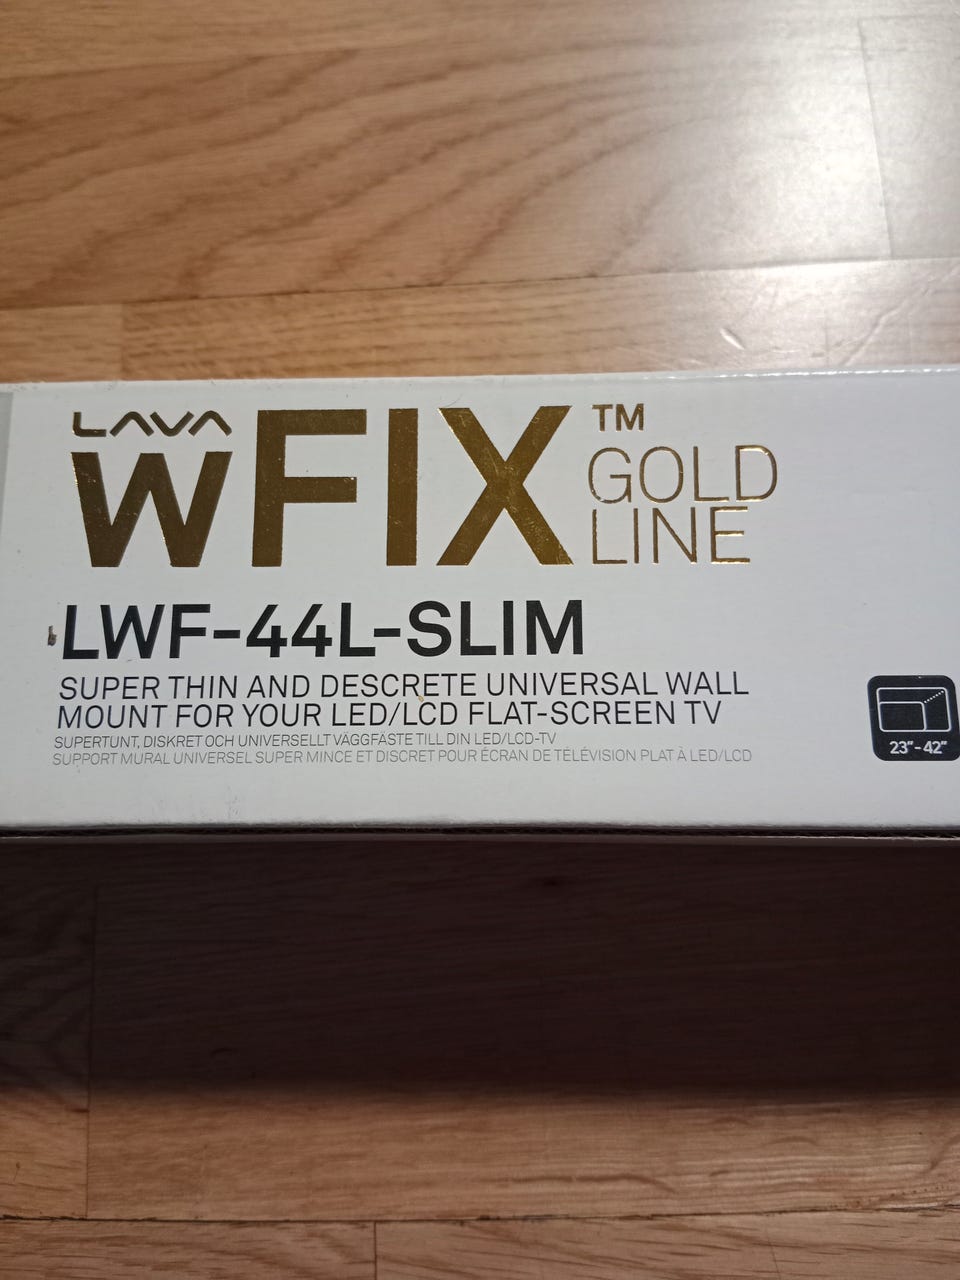 LAVA
wFIX™
GOLD
LINE
LWF-44L-SLIM
SUPER THIN AND DESCRETE UNIVERSAL WALL
MOUNT FOR YOUR LED/LCD FLAT-SCREEN TV
SUPERTUNT, DISKRET OCH UNIVERSELLT VÄGGFÄSTE TILL DIN LED/LCD-TV
SUPPORT MURAL UNIVERSEL SUPER MINCE ET DISCRET POUR ÉCRAN DE TÉLÉVISION PLAT À LED/LCD
23"-42"